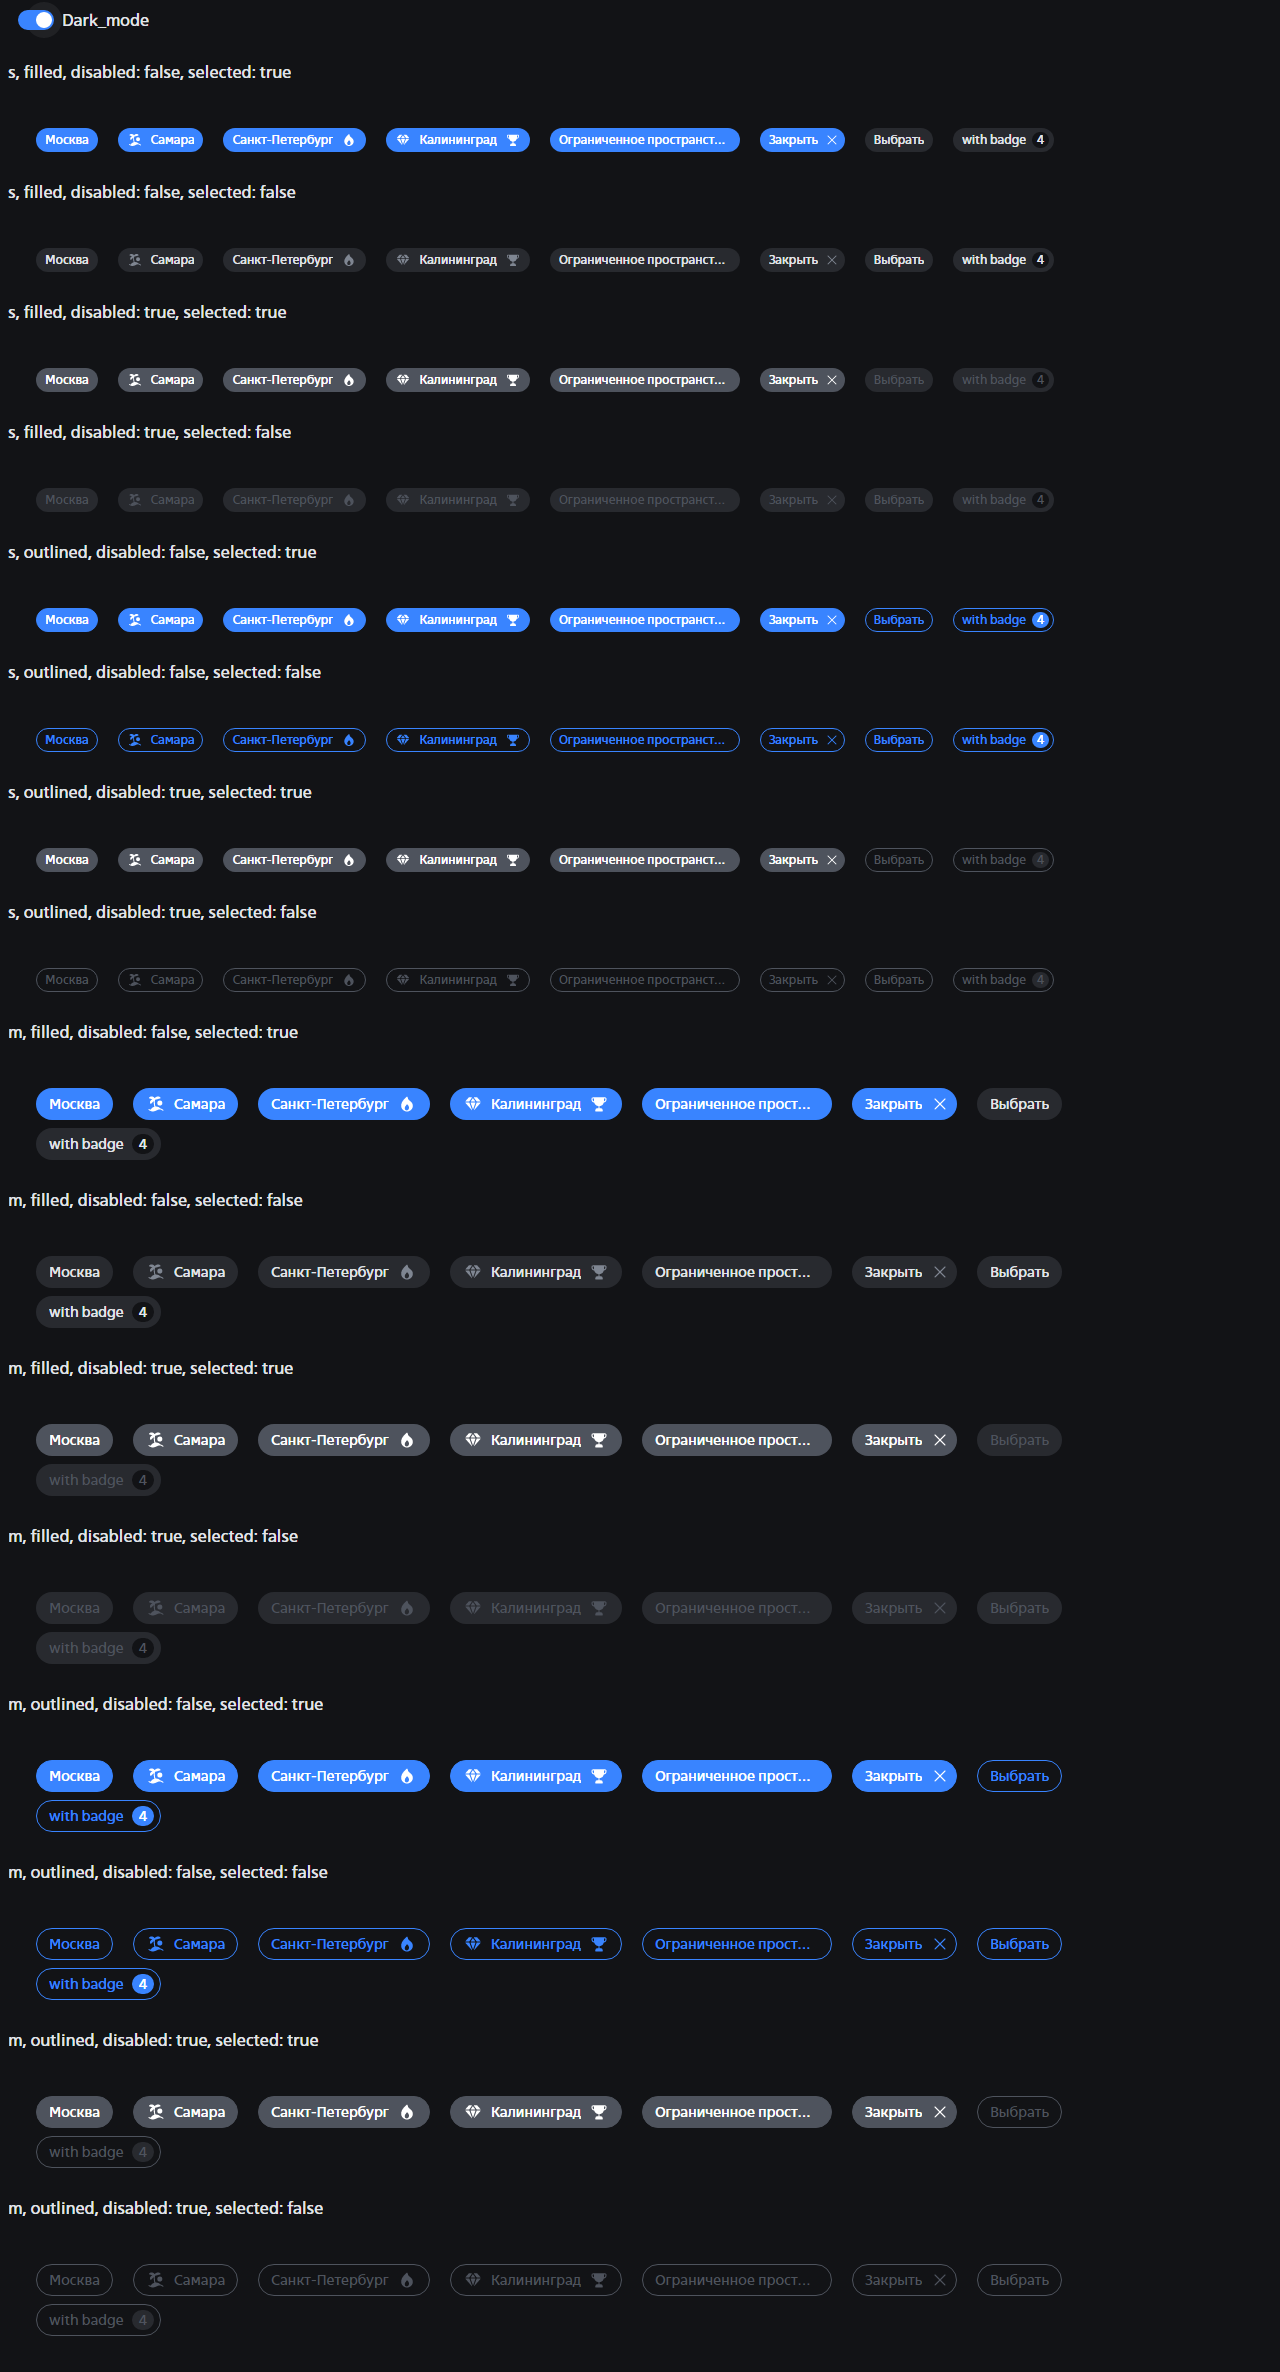 Dark_mode
s, filled, disabled: false, selected: true
Москва Самара Санкт-Петербург Калининград Ограниченное пространст... Закрыть Выбрать with badge 4
s, filled, disabled: false, selected: false
Москва Самара Санкт-Петербург Калининград Ограниченное пространст... Закрыть Выбрать with badge 4
s, filled, disabled: true, selected: true
Москва Самара Санкт-Петербург Калининград Ограниченное пространст... Закрыть Выбрать with badge 4
s, filled, disabled: true, selected: false
Москва Самара Санкт-Петербург Калининград Ограниченное пространст... Закрыть Выбрать with badge 4
s, outlined, disabled: false, selected: true
Москва Самара Санкт-Петербург Калининград Ограниченное пространст... Закрыть Выбрать with badge 4
s, outlined, disabled: false, selected: false
Москва Самара Санкт-Петербург Калининград Ограниченное пространст... Закрыть Выбрать with badge 4
s, outlined, disabled: true, selected: true
Москва Самара Санкт-Петербург Калининград Ограниченное пространст... Закрыть Выбрать with badge 4
s, outlined, disabled: true, selected: false
Москва Самара Санкт-Петербург Калининград Ограниченное пространст... Закрыть Выбрать with badge 4
m, filled, disabled: false, selected: true
Москва Самара Санкт-Петербург Калининград Ограниченное прост... Закрыть Выбрать
with badge 4
m, filled, disabled: false, selected: false
Москва Самара Санкт-Петербург Калининград Ограниченное прост... Закрыть Выбрать
with badge 4
m, filled, disabled: true, selected: true
Москва Самара Санкт-Петербург Калининград Ограниченное прост... Закрыть Выбрать
with badge 4
m, filled, disabled: true, selected: false
Москва Самара Санкт-Петербург Калининград Ограниченное прост... Закрыть Выбрать
with badge 4
m, outlined, disabled: false, selected: true
Москва Самара Санкт-Петербург Калининград Ограниченное прост... Закрыть Выбрать
with badge 4
m, outlined, disabled: false, selected: false
Москва Самара Санкт-Петербург Калининград Ограниченное прост... Закрыть Выбрать
with badge 4
m, outlined, disabled: true, selected: true
Москва Самара Санкт-Петербург Калининград Ограниченное прост... Закрыть Выбрать
with badge 4
m, outlined, disabled: true, selected: false
Москва Самара Санкт-Петербург Калининград Ограниченное прост... Закрыть Выбрать
with badge 4